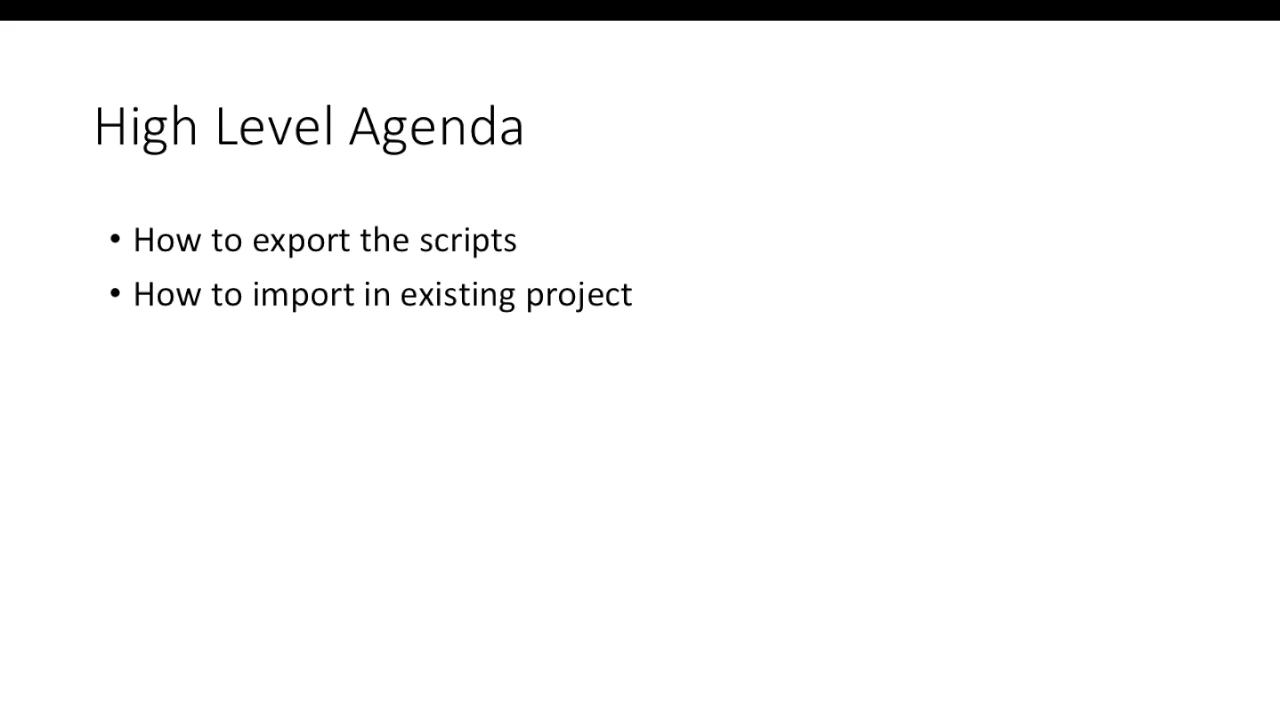 High Level Agenda
• How to export the scripts
• How to import in existing project